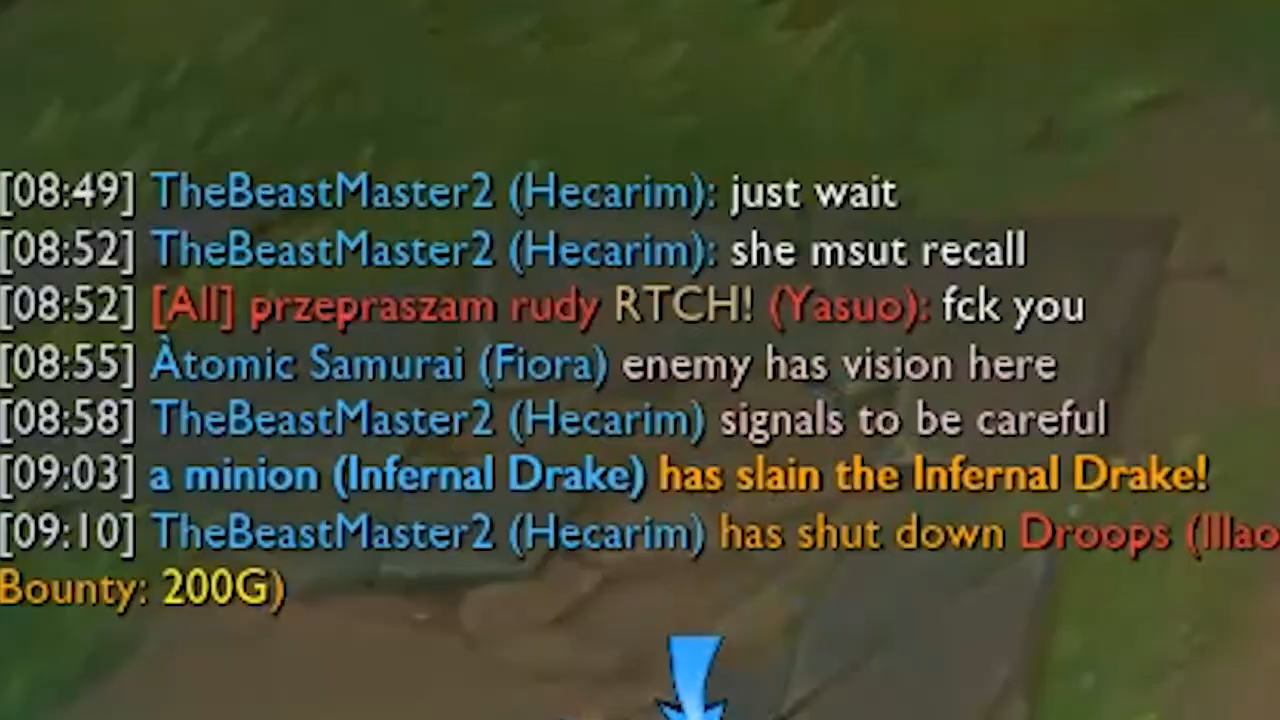 [08:49] TheBeastMaster2 (Hecarim): just wait
[08:52] TheBeastMaster2 (Hecarim): she msut recall
[08:52] [All] przepraszam rudy RTCH! (Yasuo): fck you
[08:55] Àtomic Samurai (Fiora) enemy has vision here
[08:58] TheBeastMaster2 (Hecarim) signals to be careful
[09:03] a minion (Infernal Drake) has slain the Infernal Drake!
[09:10] TheBeastMaster2 (Hecarim) has shut down Droops (Illao
Bounty: 200G)